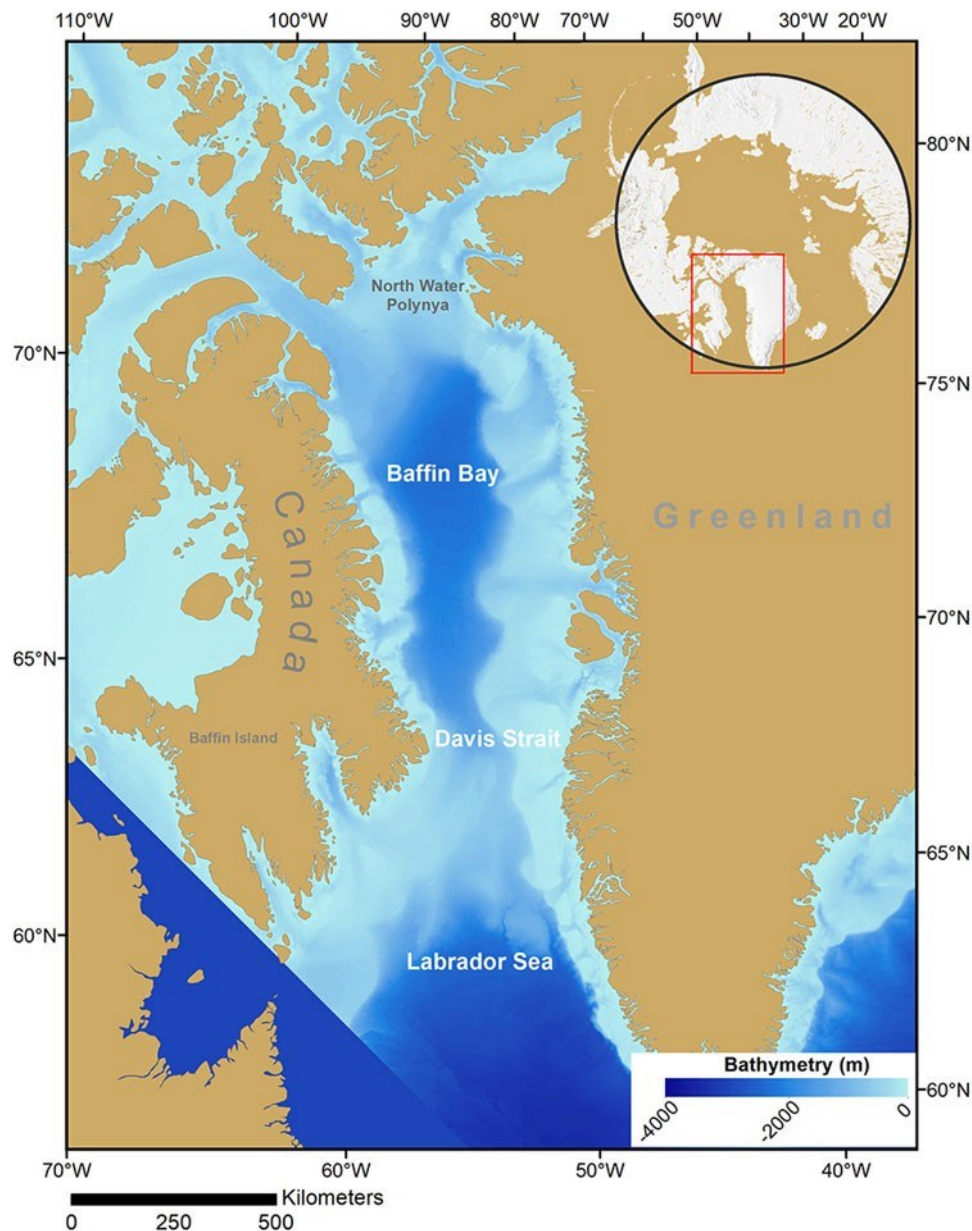 110°W 100°W 90°W 80°W 70°W 50°W 30°W 20°W
80°N
North Water
Polynya
70°N
75°N
Baffin Bay
Canada
Greenland
70°N
65°N
Baffin Island
Davis Strait
65°N
60°N
Labrador Sea
Bathymetry (m)
-4000 -2000 0
60°N
70°W 60°W 50°W 40°W
Kilometers
0 250 500